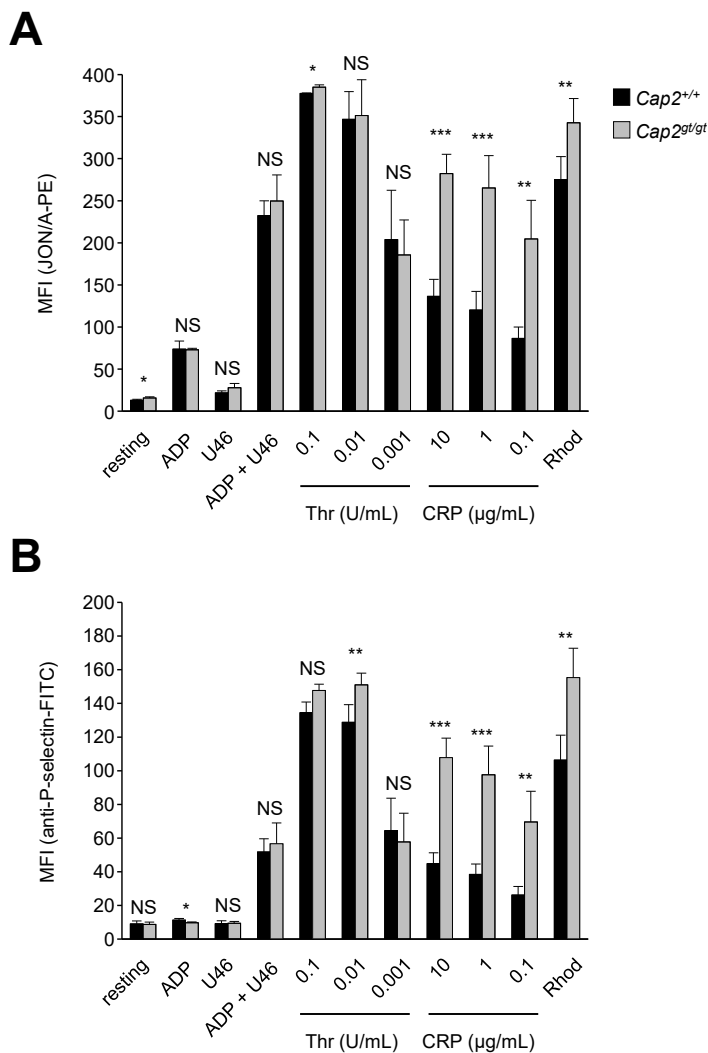 A
MFI (JON/A-PE)
400
350
300
250
200
150
100
50
0
* NS NS NS * NS NS *** *** ** **
Cap2+/+
Cap2gt/gt
resting ADP U46 ADP + U46 0.1 0.01 0.001 10 1 0.1 Rhod
Thr (U/mL) CRP (µg/mL)
B
MFI (anti-P-selectin-FITC)
200
180
160
140
120
100
80
60
40
20
0
NS * NS NS NS ** NS *** *** ** **
resting ADP U46 ADP + U46 0.1 0.01 0.001 10 1 0.1 Rhod
Thr (U/mL) CRP (µg/mL)